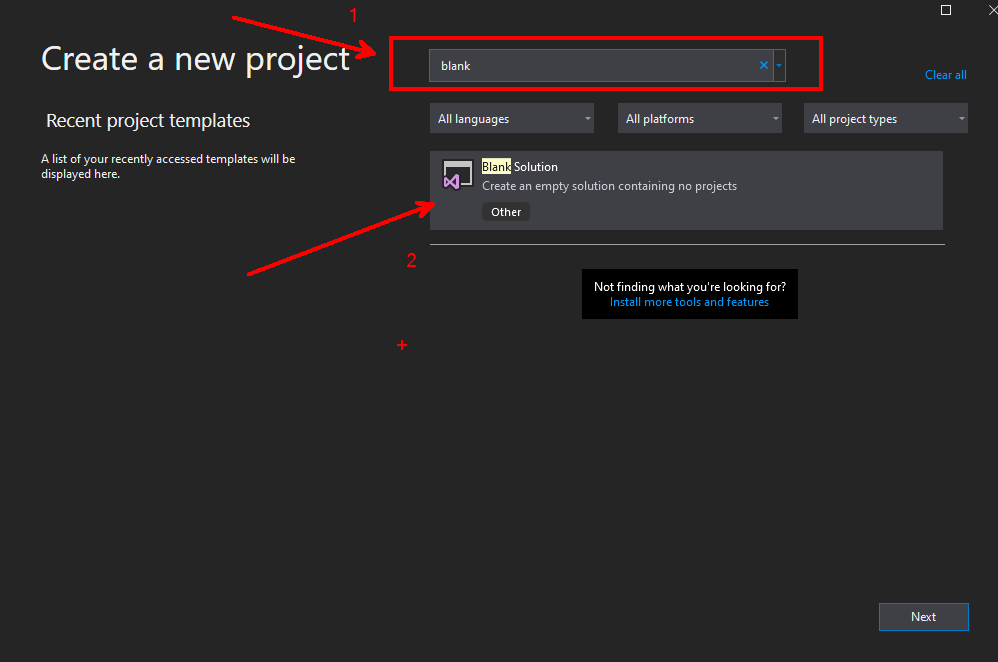 1
Create a new project
blank
Clear all
Recent project templates
All languages
All platforms
All project types
A list of your recently accessed templates will be
displayed here.
Blank Solution
Create an empty solution containing no projects
Other
2
Not finding what you're looking for?
Install more tools and features
Next